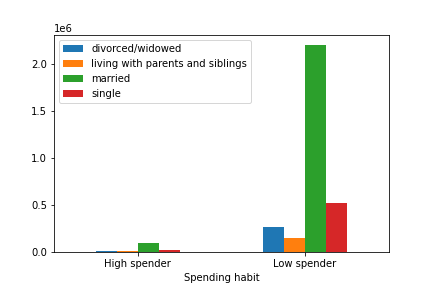 1e6
divorced/widowed
living with parents and siblings
married
single
2.0
1.5
1.0
0.5
0.0
High spender
Low spender
Spending habit